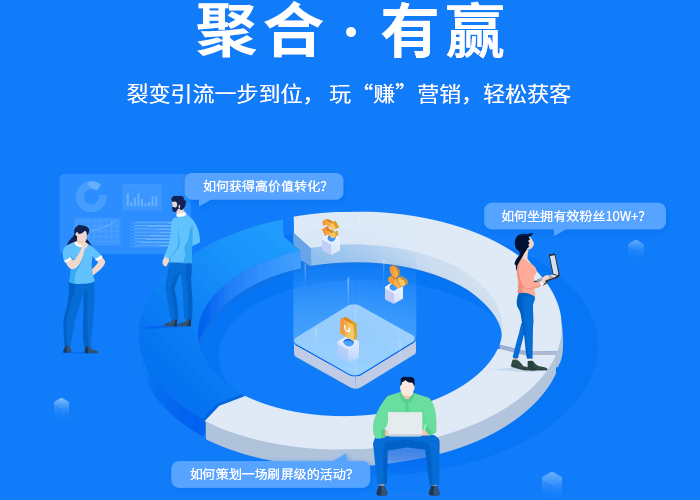 聚合·有赢
裂变引流一步到位， 玩“赚”营销，轻松获客
如何获得高价值转化?
如何坐拥有效粉丝10W+?
如何策划一场刷屏级的活动?